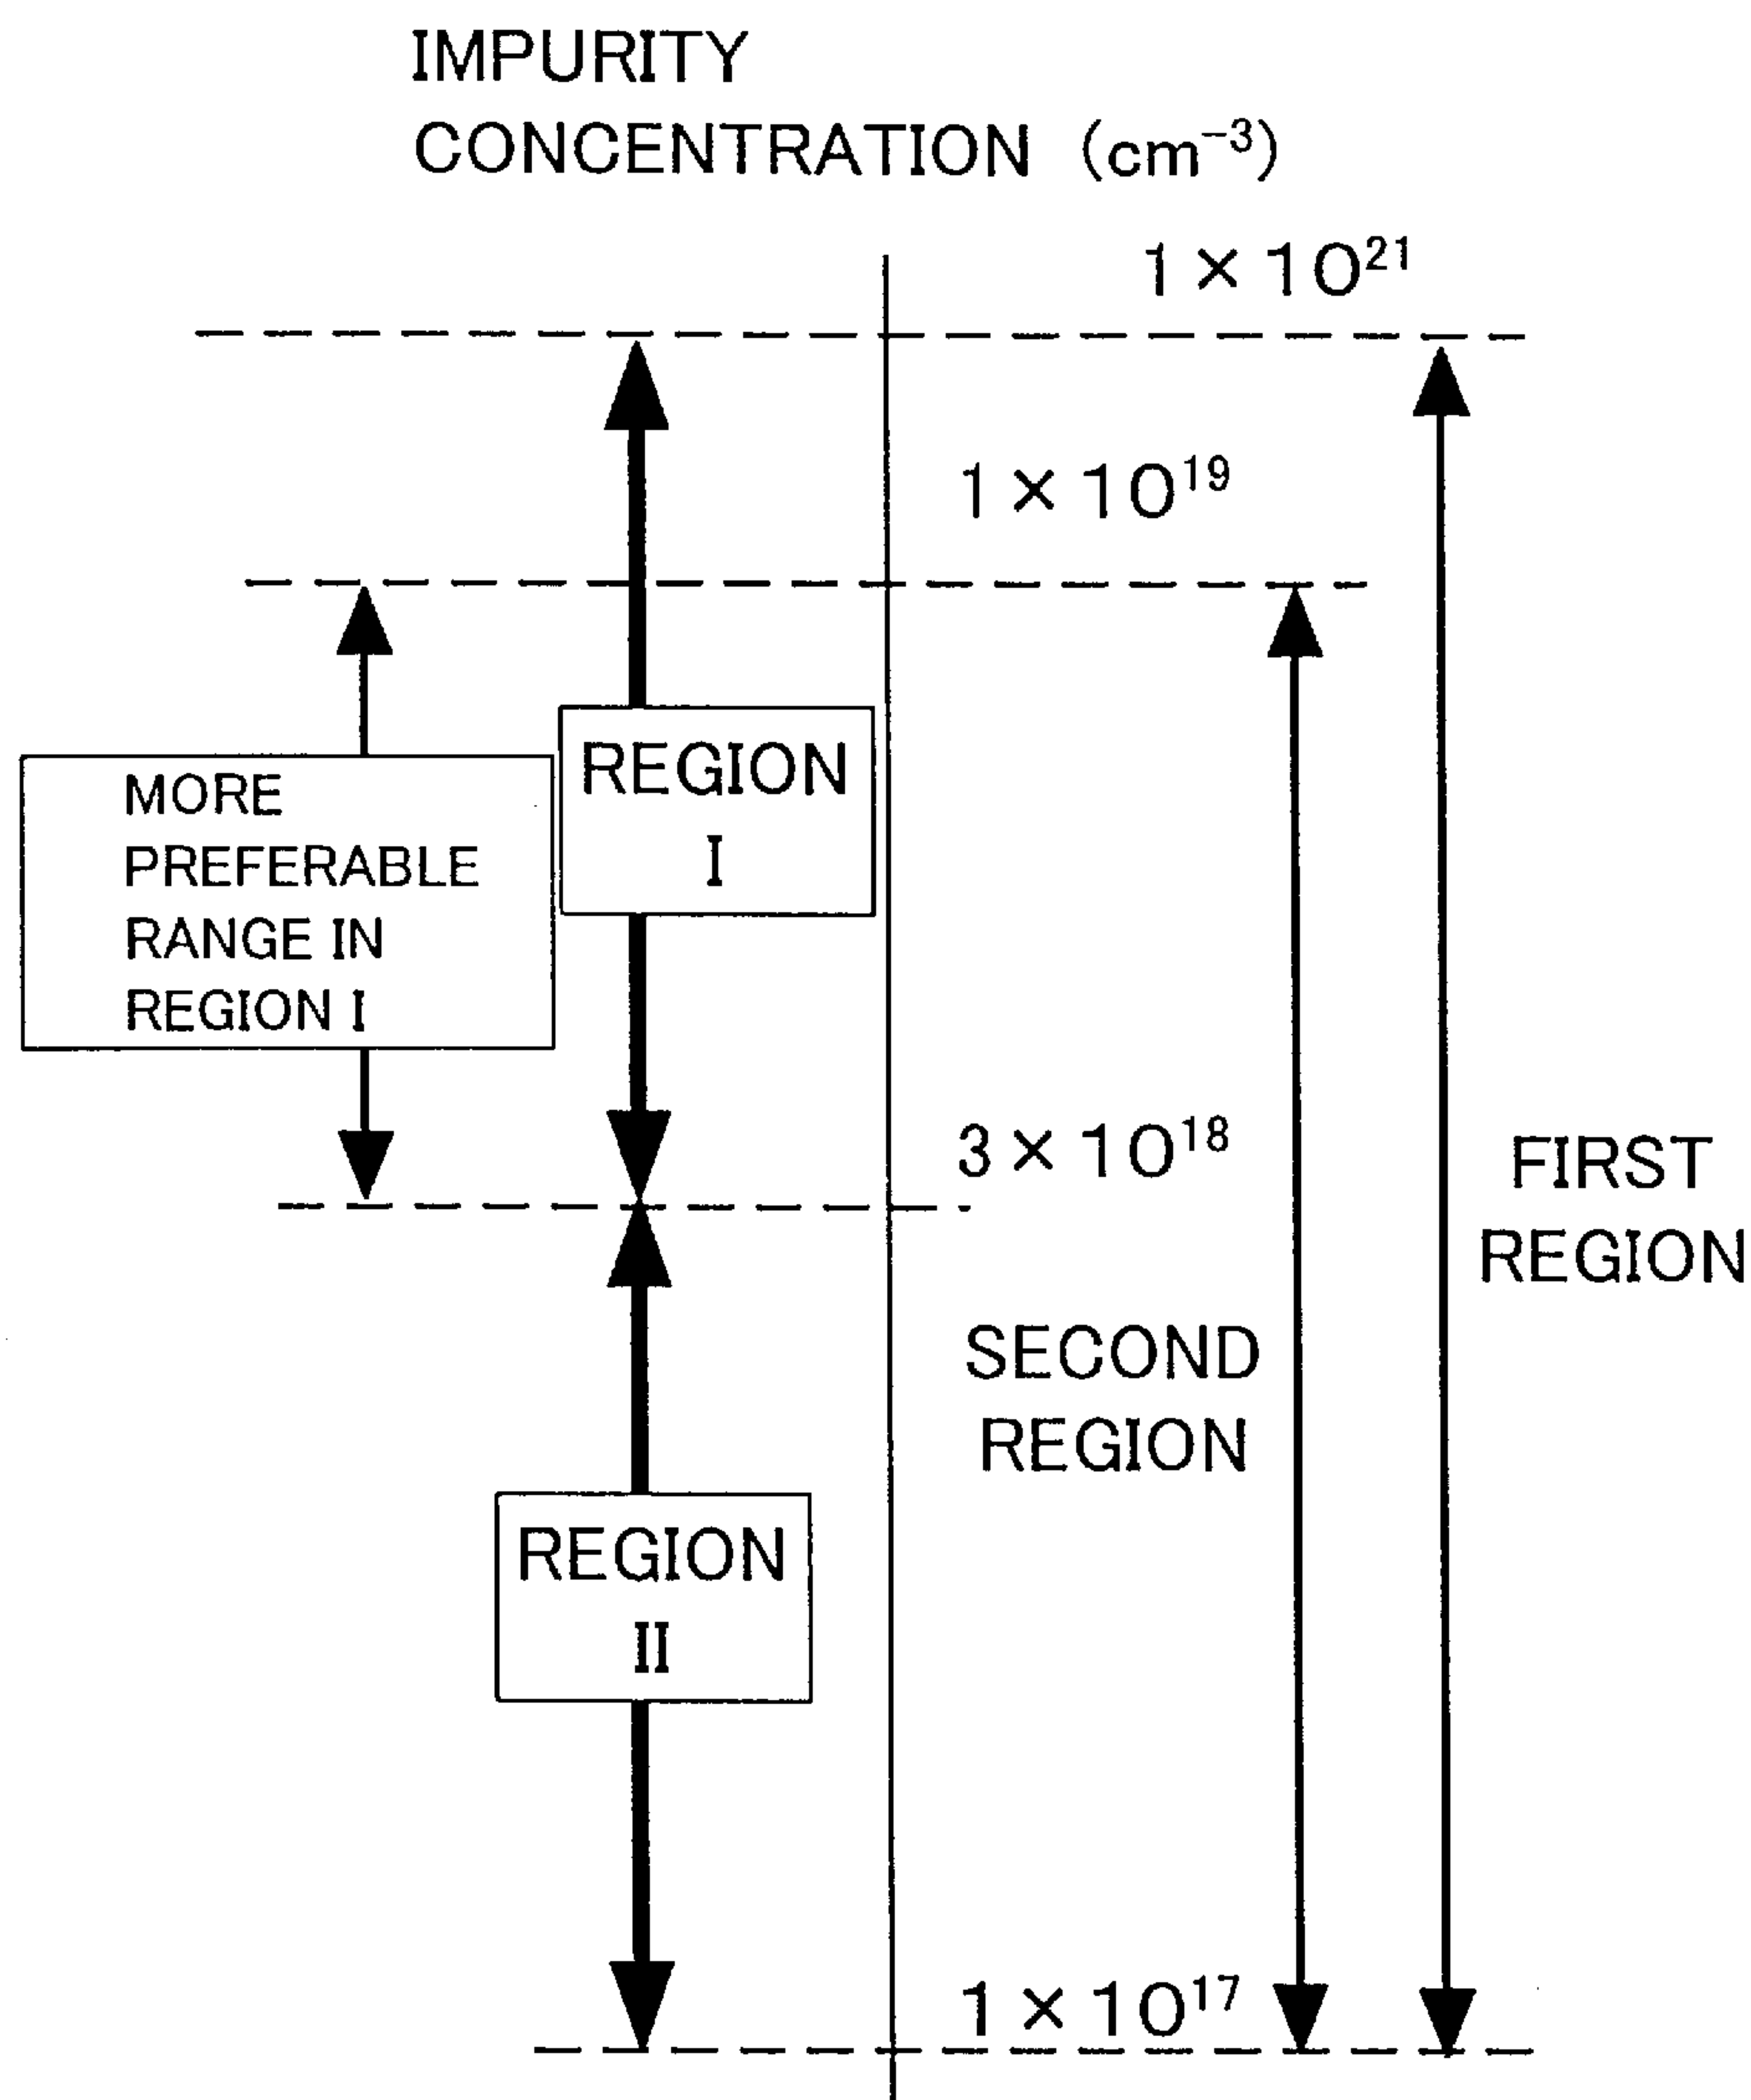 IMPURITY
CONCENTRATION (cm⁻³)
1 × 10²¹
1 × 10¹⁹
REGION
I
MORE
PREFERABLE
RANGE IN
REGION I
3 × 10¹⁸
FIRST
REGION
SECOND
REGION
REGION
II
1 × 10¹⁷